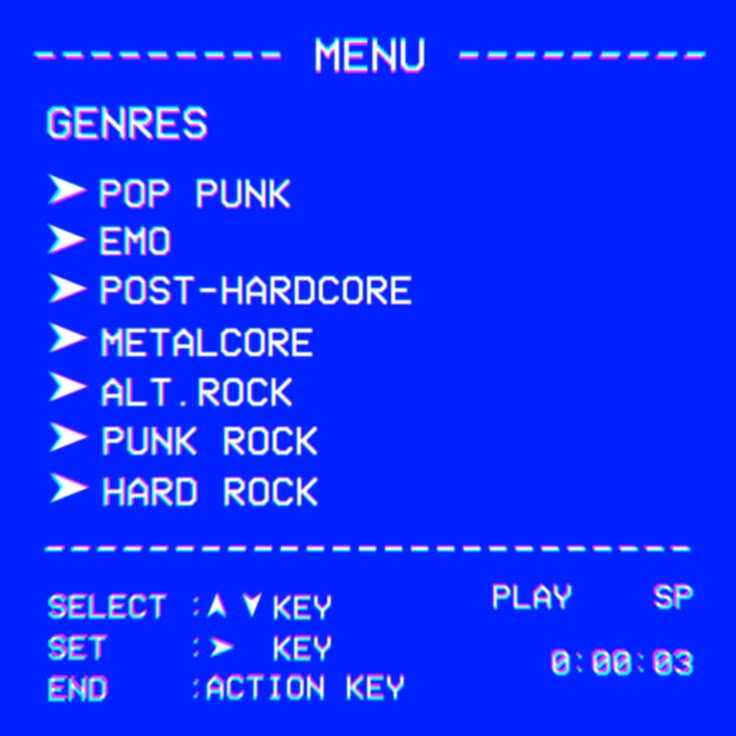 --------- MENU ---------
GENRES
➤ POP PUNK
➤ EMO
➤ POST-HARDCORE
➤ METALCORE
➤ ALT.ROCK
➤ PUNK ROCK
➤ HARD ROCK
-------------------------
SELECT :⮝ ⮟ KEY
SET :➤ KEY
END :ACTION KEY
PLAY SP
0:00:03